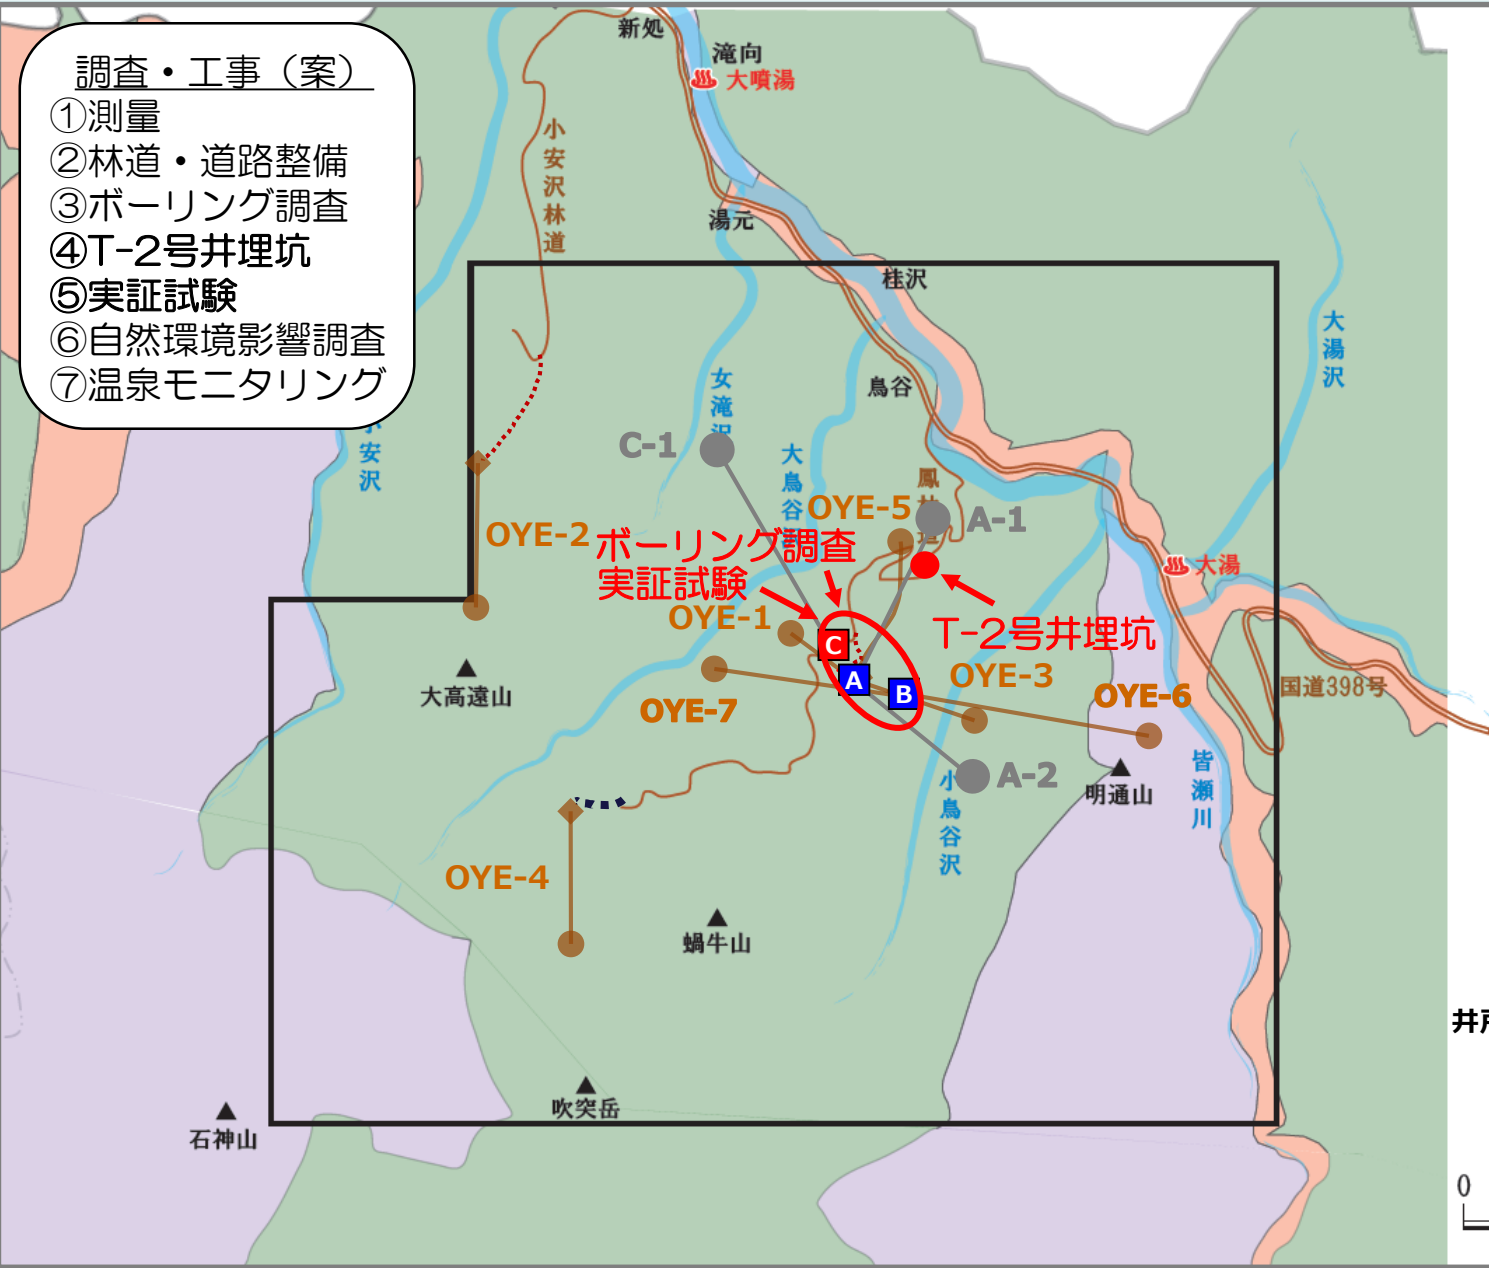 調査・工事（案）
①測量
②林道・道路整備
③ボーリング調査
④T-2号井埋坑
⑤実証試験
⑥自然環境影響調査
⑦温泉モニタリング
新処
滝向
大噴湯
小安沢林道
湯元
桂沢
大湯沢
鳥谷
女滝沢
C-1
安沢
大鳥谷
鳳
OYE-5
A-1
OYE-2
ボーリング調査
実証試験
大湯
OYE-1
T-2号井埋坑
C
A
B
OYE-3
大高遠山
OYE-7
OYE-6
国道398号
A-2
明通山
皆瀬川
小鳥谷沢
OYE-4
蝸牛山
吹突岳
石神山
0